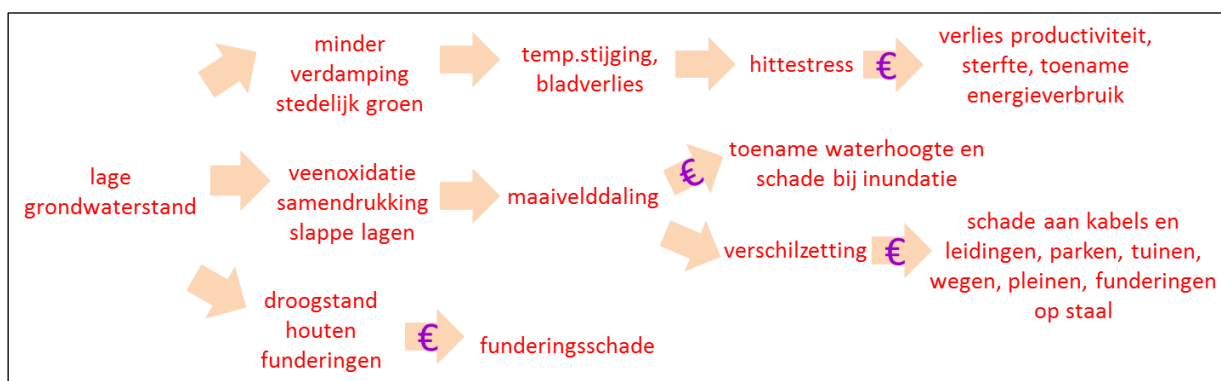 minder
verdamping
stedelijk groen
temp.stijging,
bladverlies
hittestress
€
verlies productiviteit,
sterfte, toename
energieverbruik
lage
grondwaterstand
veenoxidatie
samendrukking
slappe lagen
maaivelddaling
€
toename waterhoogte en
schade bij inundatie
verschilzetting
€
schade aan kabels en
leidingen, parken, tuinen,
wegen, pleinen, funderingen
op staal
droogstand
houten
funderingen
€
funderingsschade